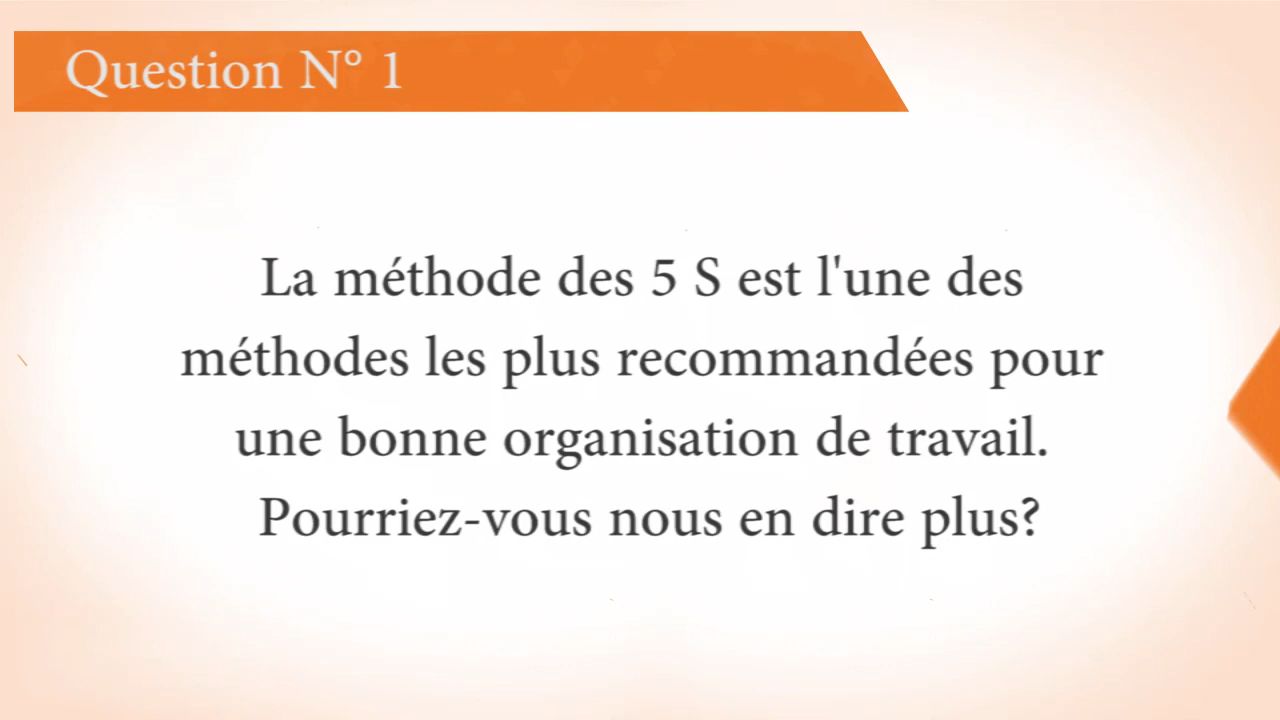 Question N° 1
La méthode des 5 S est l'une des
méthodes les plus recommandées pour
une bonne organisation de travail.
Pourriez-vous nous en dire plus?